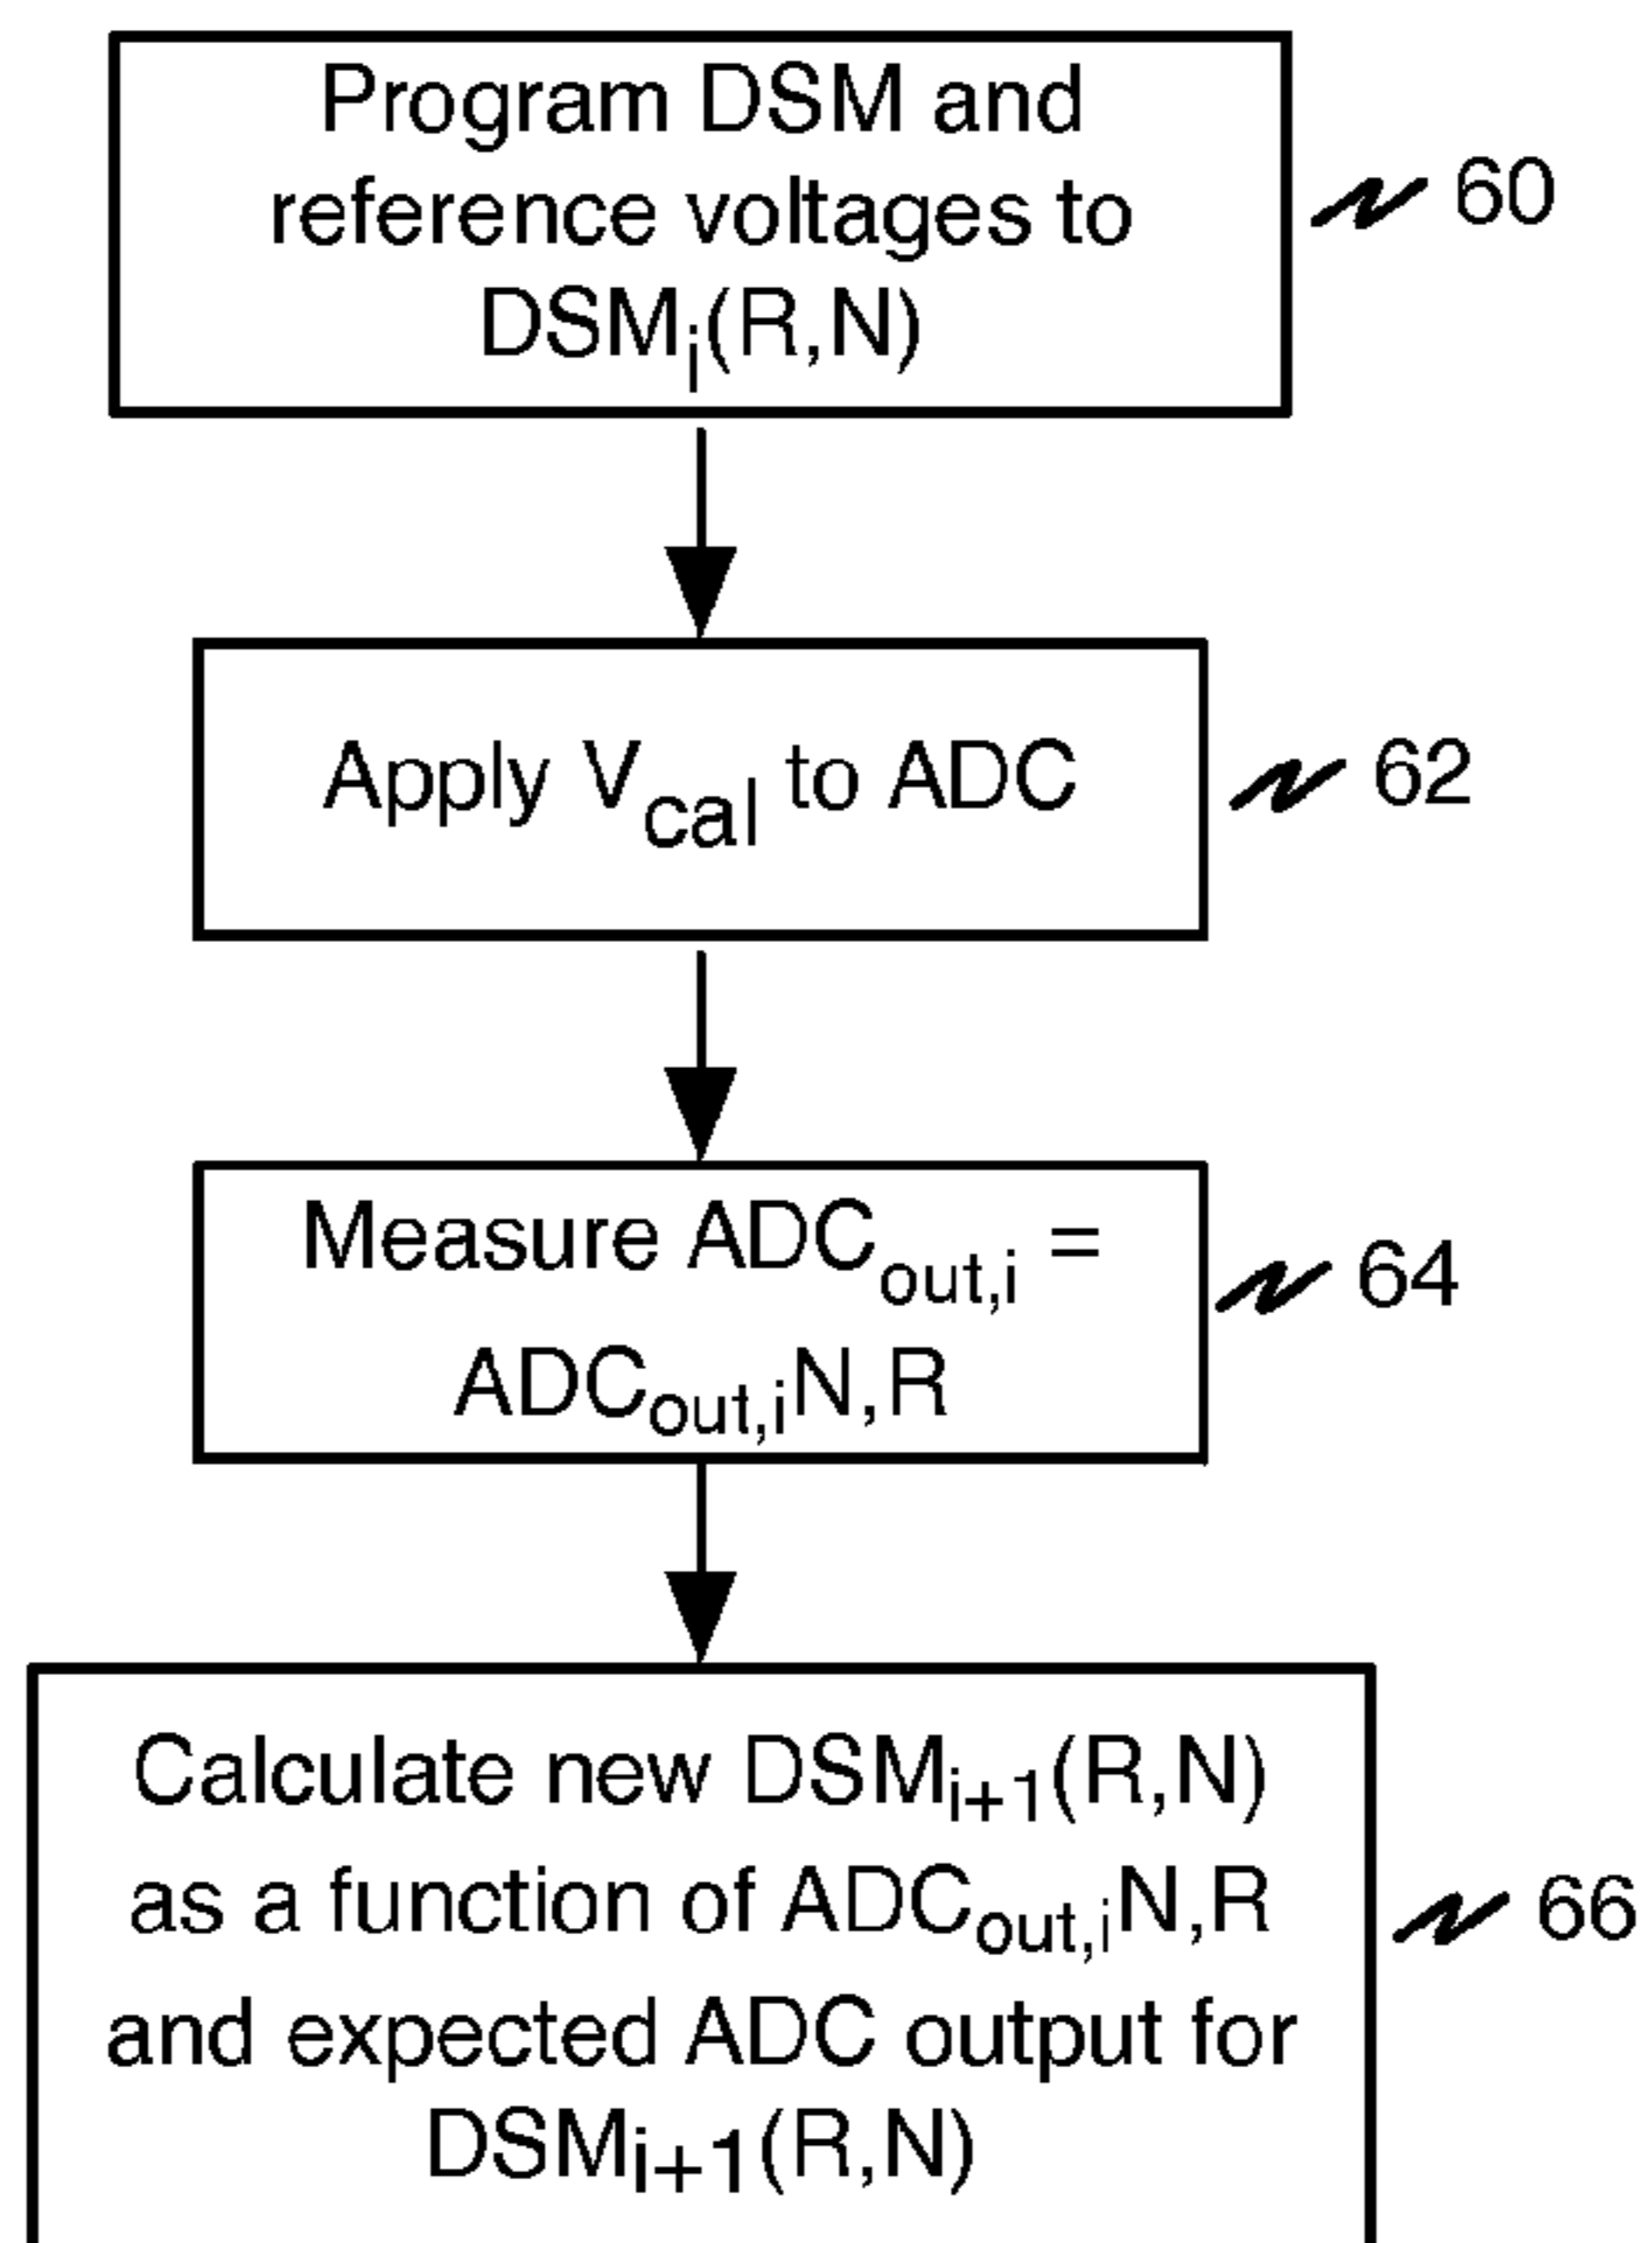 Program DSM and
reference voltages to
DSMi(R,N)
60
Apply Vcal to ADC
62
Measure ADCout,i =
ADCout,iN,R
64
Calculate new DSMi+1(R,N)
as a function of ADCout,iN,R
and expected ADC output for
DSMi+1(R,N)
66